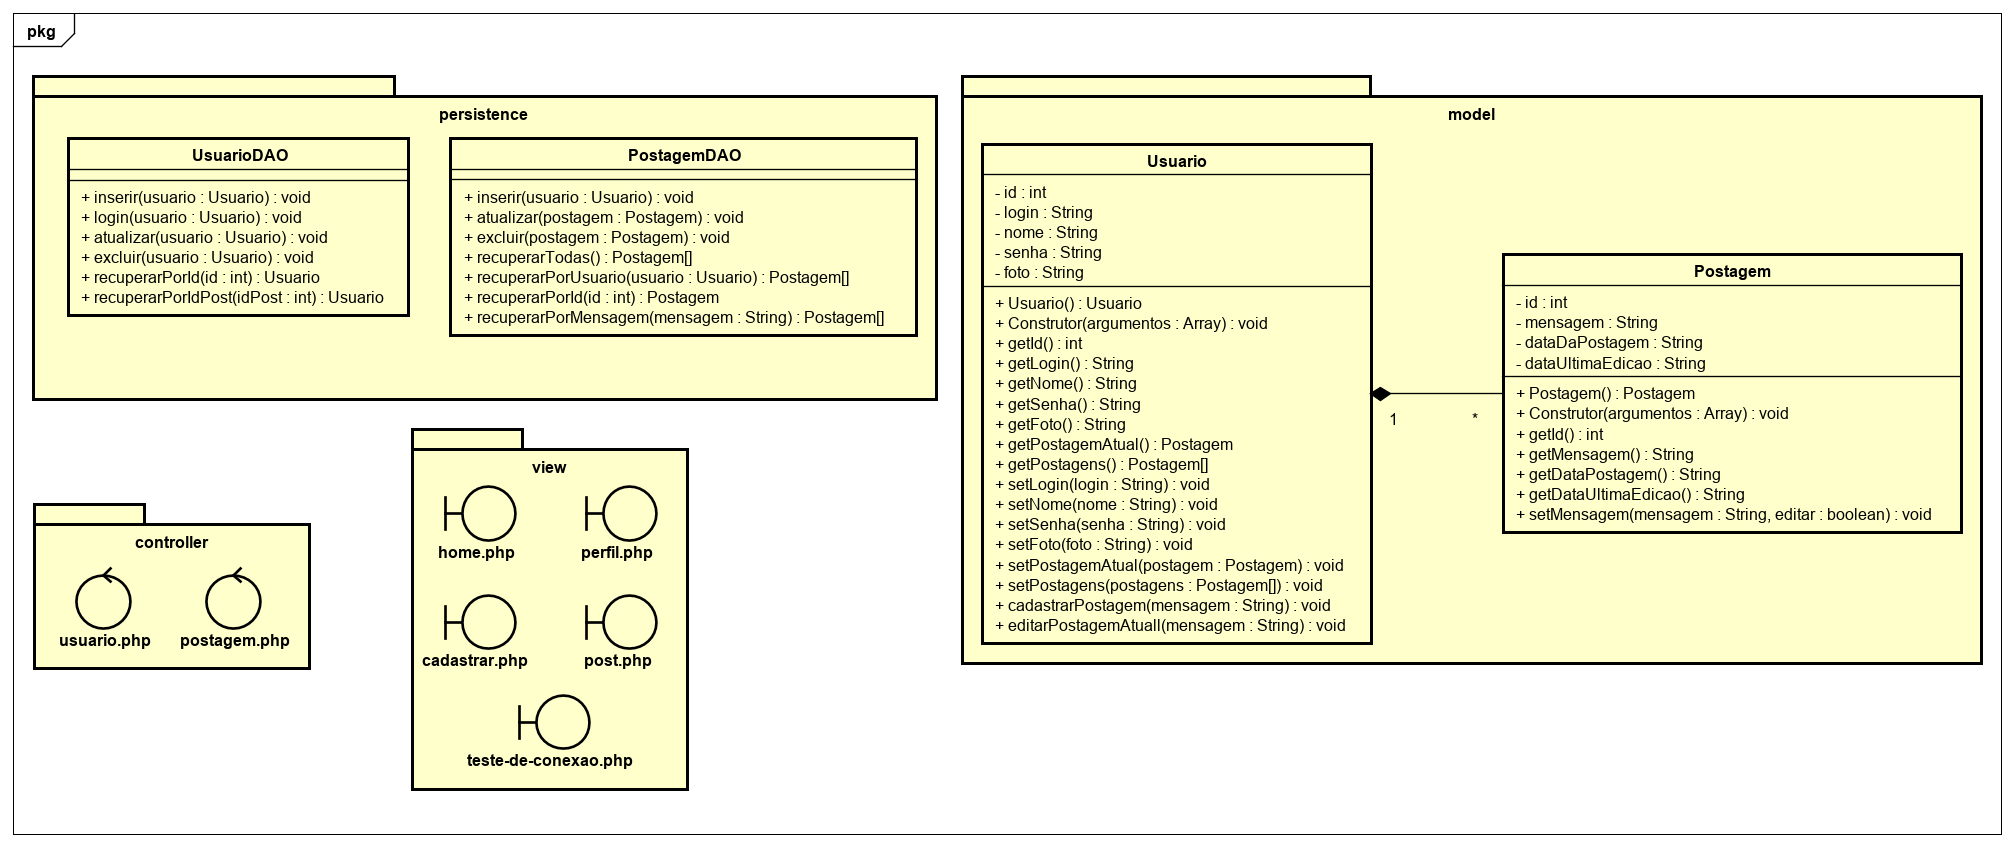 pkg
persistence
UsuarioDAO
+ inserir(usuario : Usuario) : void
+ login(usuario : Usuario) : void
+ atualizar(usuario : Usuario) : void
+ excluir(usuario : Usuario) : void
+ recuperarPorId(id : int) : Usuario
+ recuperarPorIdPost(idPost : int) : Usuario
PostagemDAO
+ inserir(usuario : Usuario) : void
+ atualizar(postagem : Postagem) : void
+ excluir(postagem : Postagem) : void
+ recuperarTodas() : Postagem[]
+ recuperarPorUsuario(usuario : Usuario) : Postagem[]
+ recuperarPorId(id : int) : Postagem
+ recuperarPorMensagem(mensagem : String) : Postagem[]
model
Usuario
- id : int
- login : String
- nome : String
- senha : String
- foto : String
+ Usuario() : Usuario
+ Construtor(argumentos : Array) : void
+ getId() : int
+ getLogin() : String
+ getNome() : String
+ getSenha() : String
+ getFoto() : String
+ getPostagemAtual() : Postagem
+ getPostagens() : Postagem[]
+ setLogin(login : String) : void
+ setNome(nome : String) : void
+ setSenha(senha : String) : void
+ setFoto(foto : String) : void
+ setPostagemAtual(postagem : Postagem) : void
+ setPostagens(postagens : Postagem[]) : void
+ cadastrarPostagem(mensagem : String) : void
+ editarPostagemAtuall(mensagem : String) : void
1
*
Postagem
- id : int
- mensagem : String
- dataDaPostagem : String
- dataUltimaEdicao : String
+ Postagem() : Postagem
+ Construtor(argumentos : Array) : void
+ getId() : int
+ getMensagem() : String
+ getDataPostagem() : String
+ getDataUltimaEdicao() : String
+ setMensagem(mensagem : String, editar : boolean) : void
controller
usuario.php
postagem.php
view
home.php
perfil.php
cadastrar.php
post.php
teste-de-conexao.php